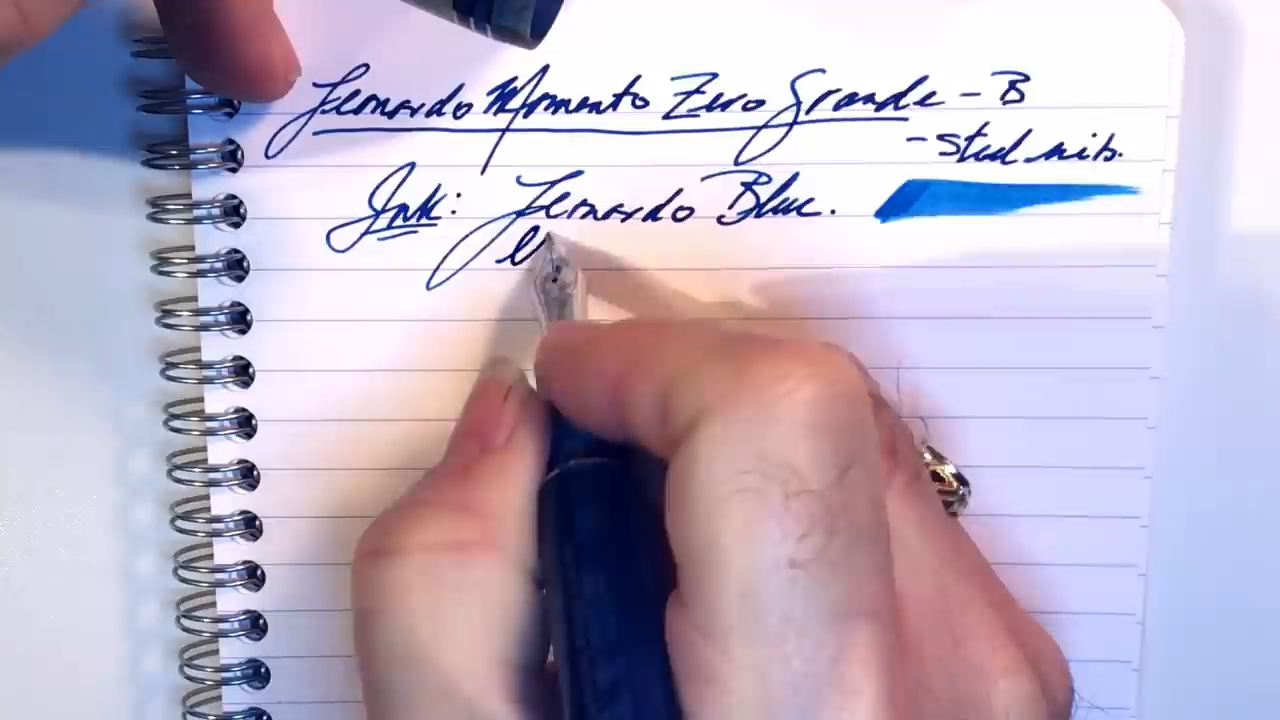 Leonardo Momento Zero Grande - B
- steel nib.
Ink: Leonardo Blue.